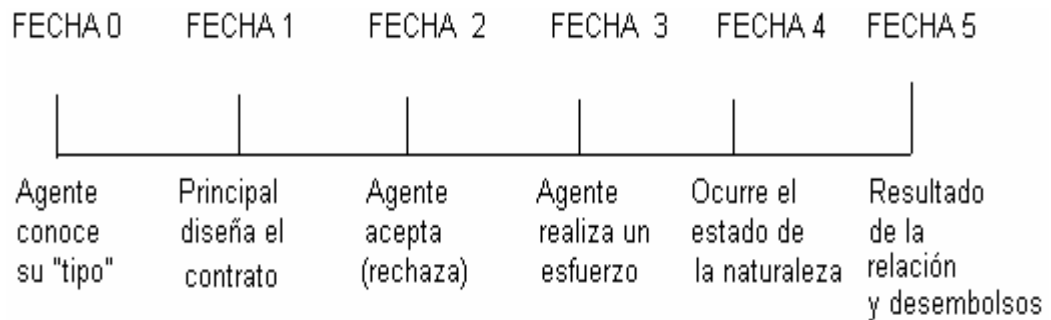 FECHA 0 FECHA 1 FECHA 2 FECHA 3 FECHA 4 FECHA 5
Agente
conoce
su "tipo"
Principal
diseña el
contrato
Agente
acepta
(rechaza)
Agente
realiza un
esfuerzo
Ocurre el
estado de
la naturaleza
Resultado
de la
relación
y desembolsos